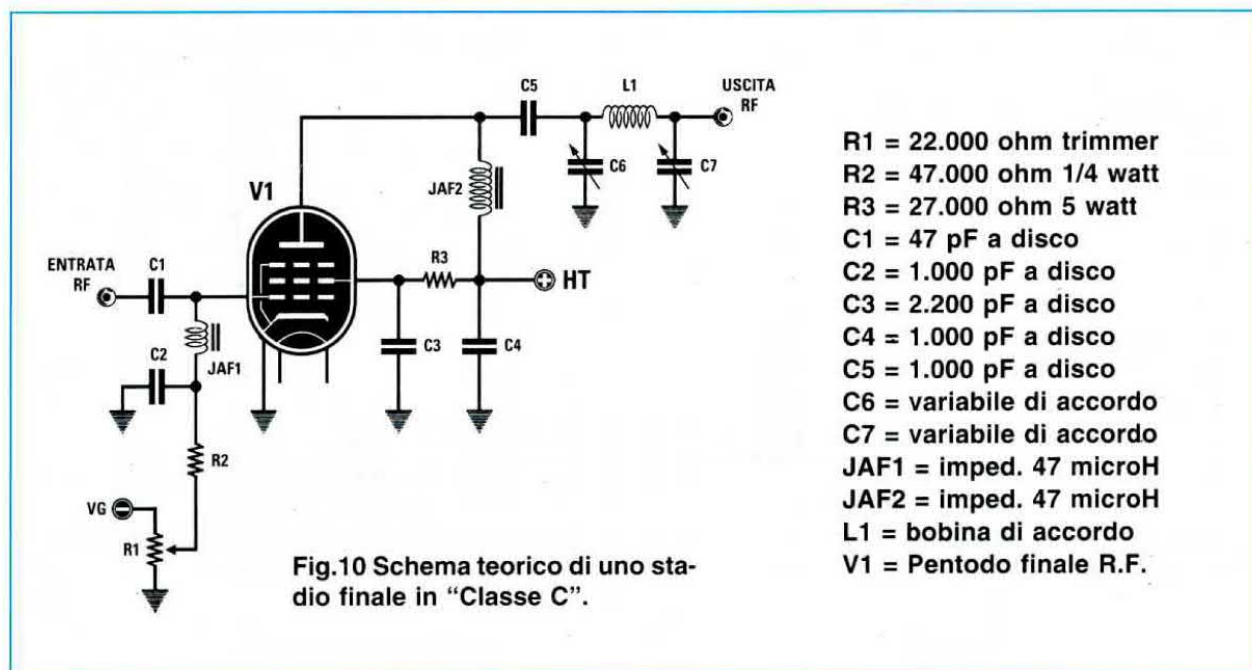 C5
L1
USCITA
RF
C6
C7
JAF2
V1
R3
HT
ENTRATA
RF
C1
C2
JAF1
C3
C4
R2
VG
R1
Fig.10 Schema teorico di uno sta-
dio finale in “Classe C”.
R1 = 22.000 ohm trimmer
R2 = 47.000 ohm 1/4 watt
R3 = 27.000 ohm 5 watt
C1 = 47 pF a disco
C2 = 1.000 pF a disco
C3 = 2.200 pF a disco
C4 = 1.000 pF a disco
C5 = 1.000 pF a disco
C6 = variabile di accordo
C7 = variabile di accordo
JAF1 = imped. 47 microH
JAF2 = imped. 47 microH
L1 = bobina di accordo
V1 = Pentodo finale R.F.